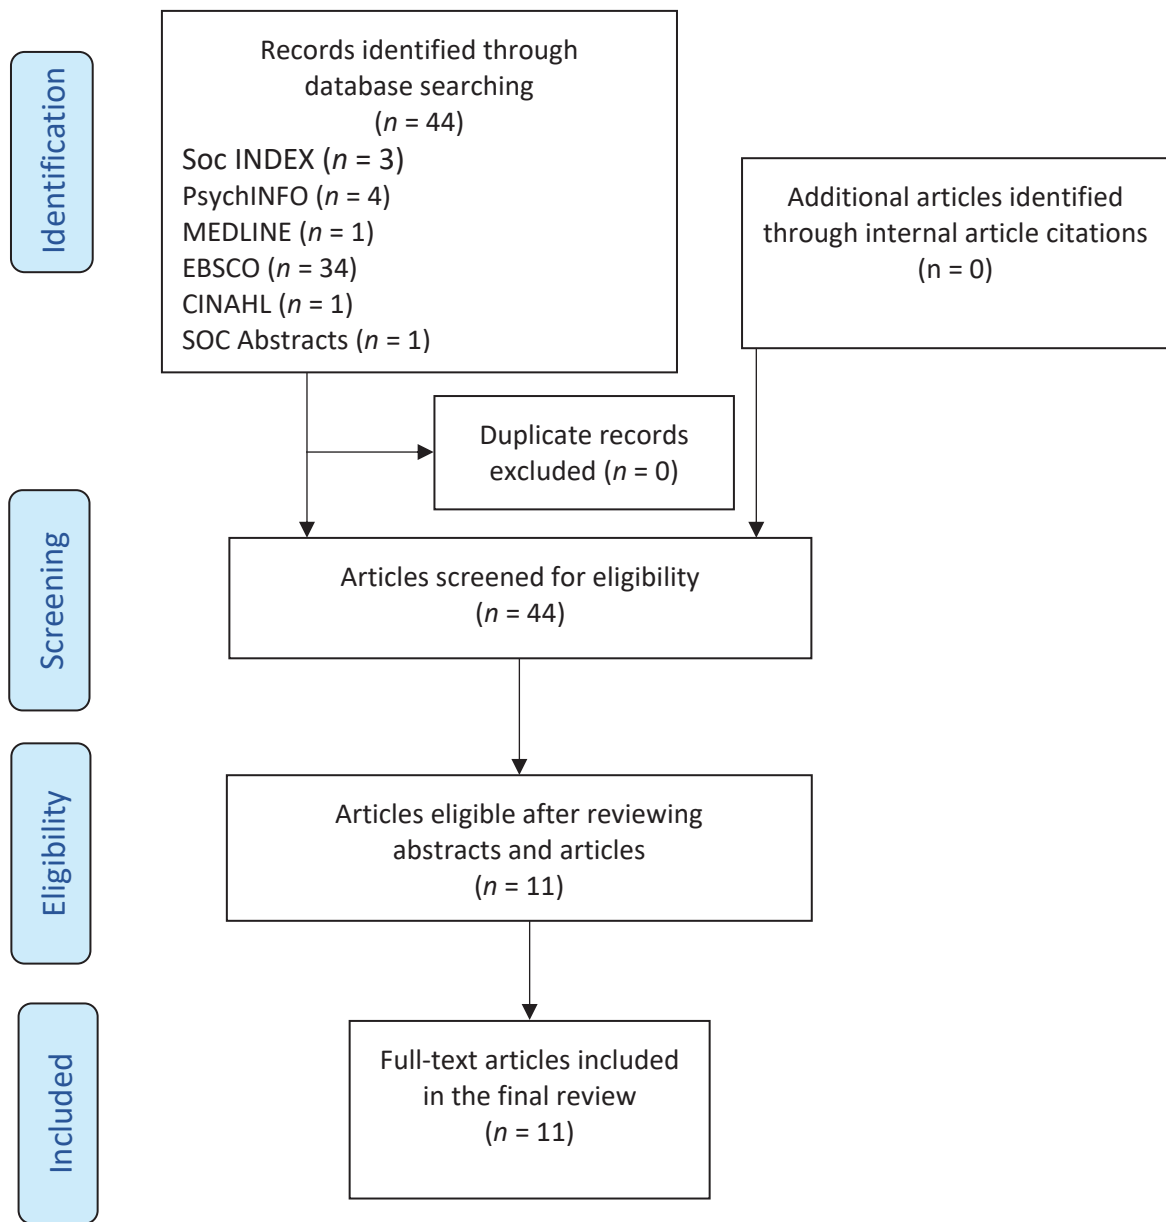 Identification
Records identified through
database searching
(n = 44)
Soc INDEX (n = 3)
PsychINFO (n = 4)
MEDLINE (n = 1)
EBSCO (n = 34)
CINAHL (n = 1)
SOC Abstracts (n = 1)
Additional articles identified
through internal article citations
(n = 0)
Duplicate records
excluded (n = 0)
Screening
Articles screened for eligibility
(n = 44)
Eligibility
Articles eligible after reviewing
abstracts and articles
(n = 11)
Included
Full-text articles included
in the final review
(n = 11)